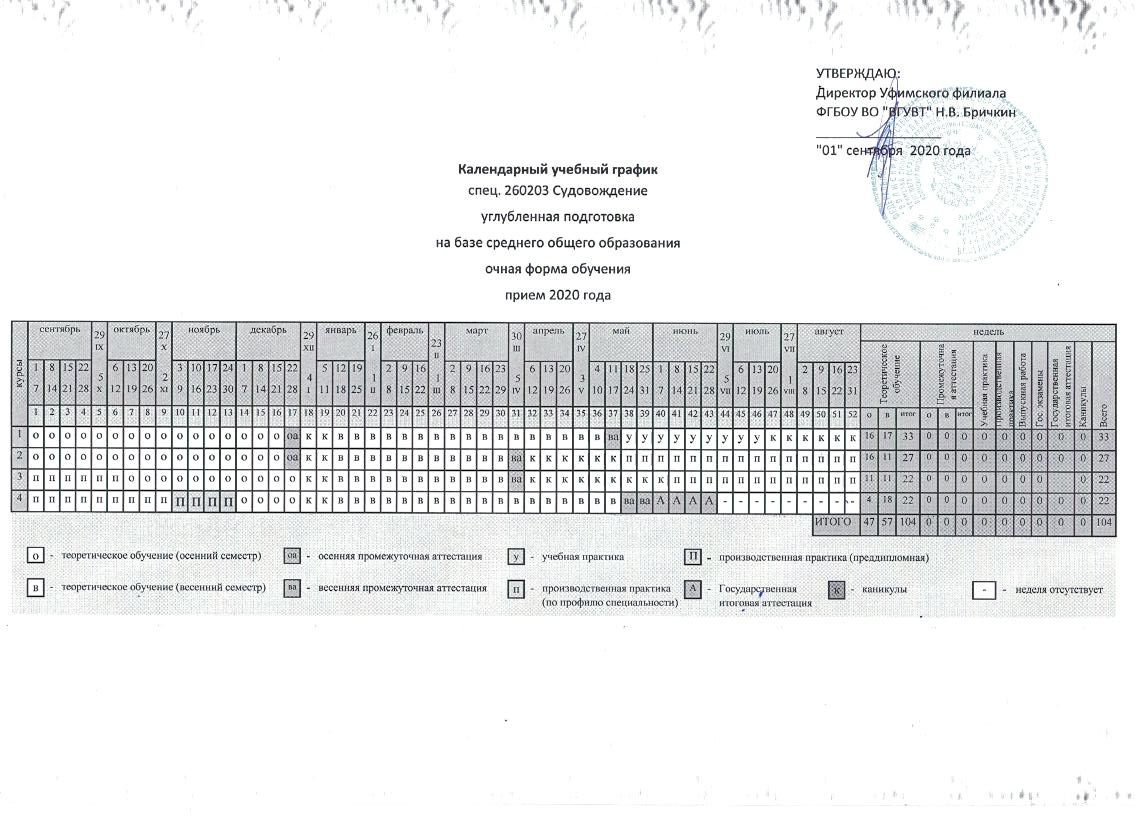 УТВЕРЖДАЮ:
Директор Уфимского филиала
ФГБОУ ВО "ВГУВТ" Н.В. Бричкин
"01" сентября 2020 года
Календарный учебный график
спец. 260203 Судовождение
углубленная подготовка
на базе среднего общего образования
очная форма обучения
прием 2020 года
курсы сентябрь 29 IX 5 X октябрь 27 X 2 XI ноябрь декабрь 29 XII 4 I январь 26 I 1 II февраль 23 II 1 III март 30 III 5 IV апрель 27 IV 3 V май июнь 29 VI 5 VII июль 27 VII 1 VIII август недель
1 8 15 22 6 13 20 3 10 17 24 1 8 15 22 5 12 19 2 9 16 2 9 16 23 6 13 20 4 11 18 25 1 8 15 22 6 13 20 2 9 16 23
7 14 21 28 12 19 26 9 16 23 30 7 14 21 28 11 18 25 8 15 22 8 15 22 29 12 19 26 10 17 24 31 7 14 21 28 12 19 26 8 15 22 31
Теоретическое обучение Промежуточная аттестация Учебная практика Производственная практика Выпускная работа Гос. экзамены Государственная итоговая аттестация Каникулы Всего
1 2 3 4 5 6 7 8 9 10 11 12 13 14 15 16 17 18 19 20 21 22 23 24 25 26 27 28 29 30 31 32 33 34 35 36 37 38 39 40 41 42 43 44 45 46 47 48 49 50 51 52 о в итог о в итог
1 о о о о о о о о о о о о о о о о оа к к в в в в в в в в в в в в в в в в в ва у у у у у у у у у к к к к к к 16 17 33 0 0 0 0 0 0 0 0 0 33
2 о о о о о о о о о о о о о о о о оа к к в в в в в в в в в в в ва к к к к к к п п п п п п п п п п п п п п п 16 11 27 0 0 0 0 0 0 0 0 0 27
3 п п п п п п о о о о о о о о о о о к к в в в в в в в в в в в ва к к к к к к к к к п п п п п п п п п п п п 11 11 22 0 0 0 0 0 0 0 0 22
4 п п п п п п п п п П П П П о о о о к к в в в в в в в в в в в в в в в в в в ва ва А А А А - - - - - - - - - 4 18 22 0 0 0 0 0 0 0 0 0 22
ИТОГО 47 57 104 0 0 0 0 0 0 0 0 0 104
о - теоретическое обучение (осенний семестр) оа - осенняя промежуточная аттестация у - учебная практика П - производственная практика (преддипломная)
в - теоретическое обучение (весенний семестр) ва - весенняя промежуточная аттестация п - производственная практика А - Государственная к - каникулы - - неделя отсутствует
(по профилю специальности) итоговая аттестация